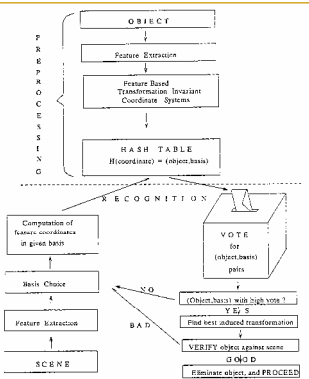 PREPROCESSING
OBJECT
Feature Extraction
Feature Based
Transformation Invariant
Coordinate Systems
HASH TABLE
H(coordinate) = (object,basis)
RECOGNITION
Computation of
feature coordinates
in given basis
Basis Choice
Feature Extraction
SCENE
VOTE
for
(object,basis)
pairs
NO
(Object,basis) with high vote ?
YES
Find best induced transformation
BAD
VERIFY object against scene
GOOD
Eliminate object, and PROCEED